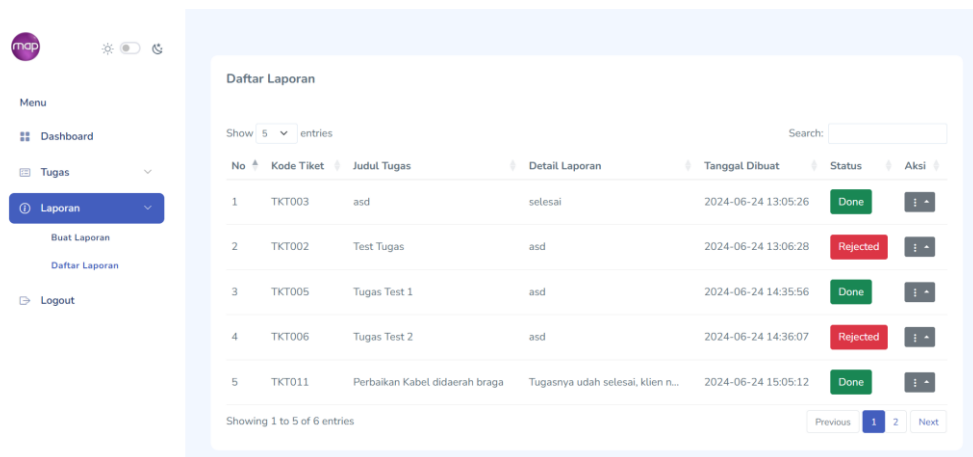 map
Menu
Dashboard
Tugas
Laporan
Buat Laporan
Daftar Laporan
Logout
Daftar Laporan
Show 5 entries
Search:
No Kode Tiket Judul Tugas Detail Laporan Tanggal Dibuat Status Aksi
1 TKT003 asd selesai 2024-06-24 13:05:26 Done
2 TKT002 Test Tugas asd 2024-06-24 13:06:28 Rejected
3 TKT005 Tugas Test 1 asd 2024-06-24 14:35:56 Done
4 TKT006 Tugas Test 2 asd 2024-06-24 14:36:07 Rejected
5 TKT011 Perbaikan Kabel didaerah braga Tugasnya udah selesai, klien n... 2024-06-24 15:05:12 Done
Showing 1 to 5 of 6 entries
Previous 1 2 Next